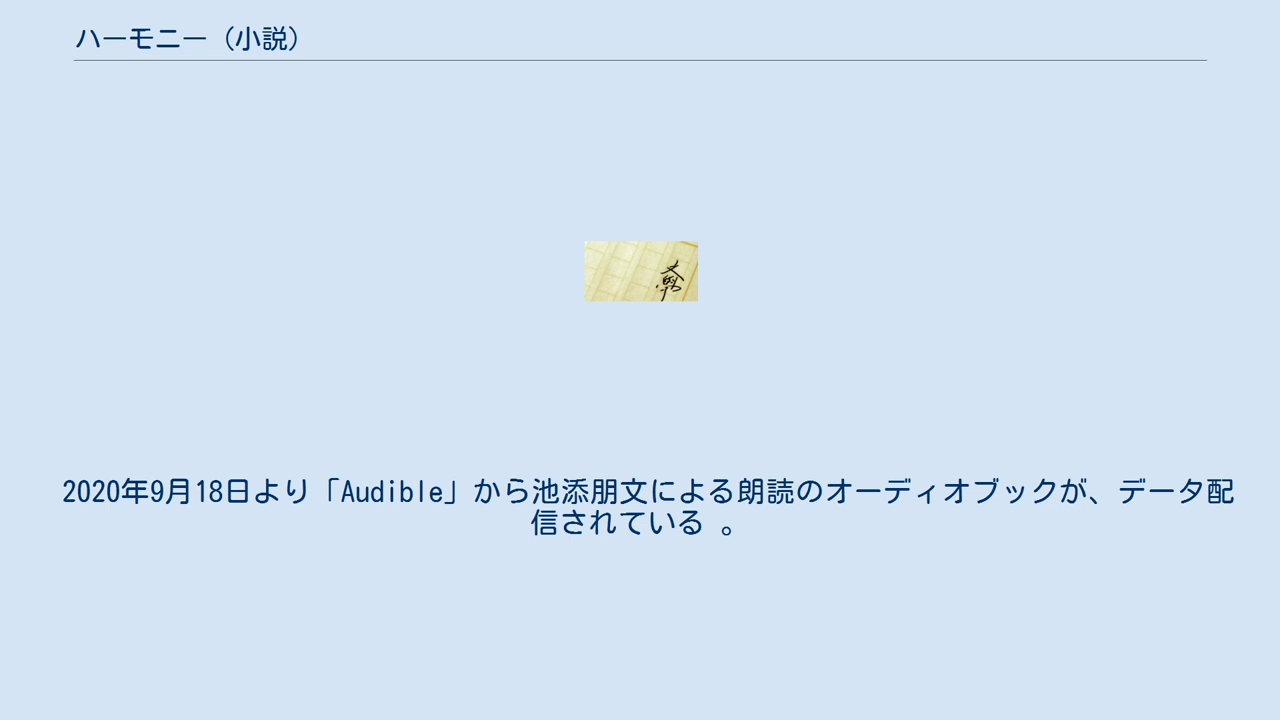 ハーモニー（小説）
2020年9月18日より「Audible」から池添朋文による朗読のオーディオブックが、データ配
信されている 。